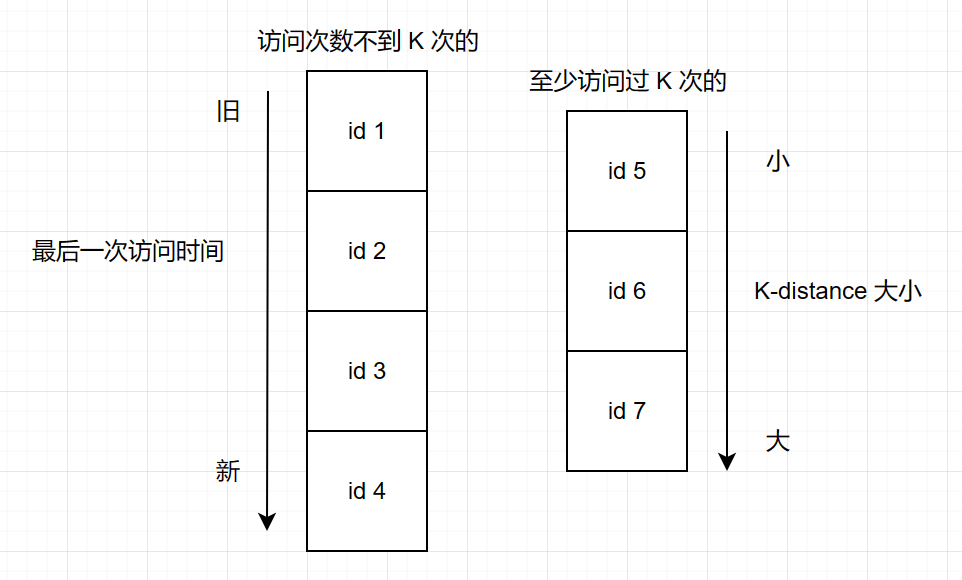 访问次数不到 K 次的
旧
最后一次访问时间
新
id 1
id 2
id 3
id 4
至少访问过 K 次的
id 5
id 6
id 7
小
K-distance 大小
大